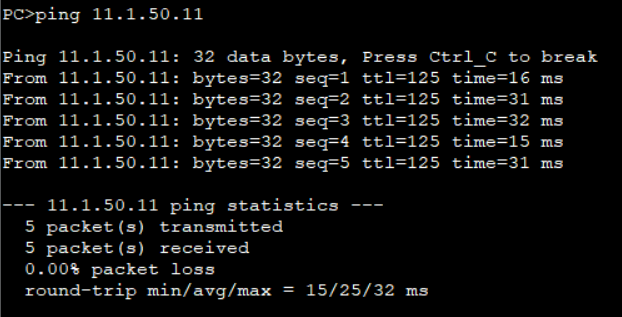 PC>ping 11.1.50.11
Ping 11.1.50.11: 32 data bytes, Press Ctrl_C to break
From 11.1.50.11: bytes=32 seq=1 ttl=125 time=16 ms
From 11.1.50.11: bytes=32 seq=2 ttl=125 time=31 ms
From 11.1.50.11: bytes=32 seq=3 ttl=125 time=32 ms
From 11.1.50.11: bytes=32 seq=4 ttl=125 time=15 ms
From 11.1.50.11: bytes=32 seq=5 ttl=125 time=31 ms
--- 11.1.50.11 ping statistics ---
5 packet(s) transmitted
5 packet(s) received
0.00% packet loss
round-trip min/avg/max = 15/25/32 ms